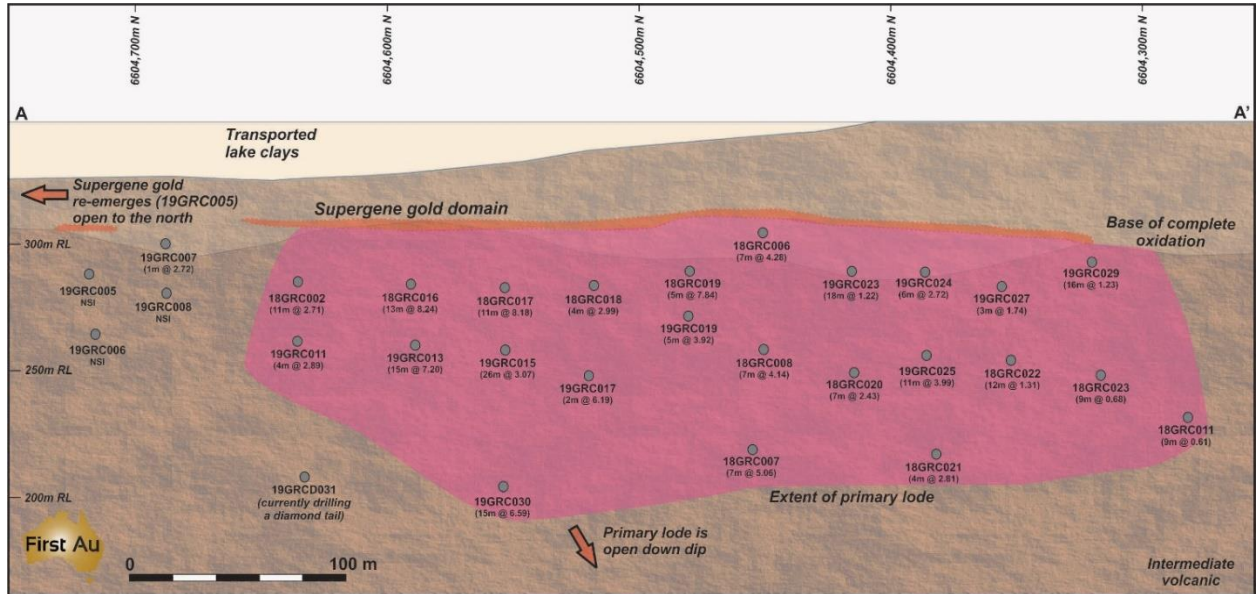 6604,700m N
6604,600m N
6604,500m N
6604,400m N
6604,300m N
A
A'
Transported
lake clays
Supergene gold
re-emerges (19GRC005)
open to the north
Supergene gold domain
Base of complete
oxidation
300m RL
250m RL
200m RL
19GRC007
(1m @ 2.72)
19GRC005
NSI
19GRC008
NSI
19GRC006
NSI
18GRC002
(11m @ 2.71)
18GRC016
(13m @ 8.24)
18GRC017
(11m @ 8.18)
18GRC018
(4m @ 2.99)
18GRC019
(5m @ 7.84)
18GRC006
(7m @ 4.28)
19GRC023
(18m @ 1.22)
19GRC024
(6m @ 2.72)
19GRC027
(3m @ 1.74)
19GRC029
(16m @ 1.23)
19GRC011
(4m @ 2.89)
19GRC013
(15m @ 7.20)
19GRC015
(26m @ 3.07)
19GRC017
(2m @ 6.19)
19GRC019
(5m @ 3.92)
18GRC008
(7m @ 4.14)
18GRC020
(7m @ 2.43)
19GRC025
(11m @ 3.99)
18GRC022
(12m @ 1.31)
18GRC023
(9m @ 0.68)
18GRC011
(9m @ 0.61)
18GRC007
(7m @ 5.06)
18GRC021
(4m @ 2.81)
19GRCD031
(currently drilling
a diamond tail)
19GRC030
(15m @ 6.59)
Extent of primary lode
Primary lode is
open down dip
First Au
0
100 m
Intermediate
volcanic